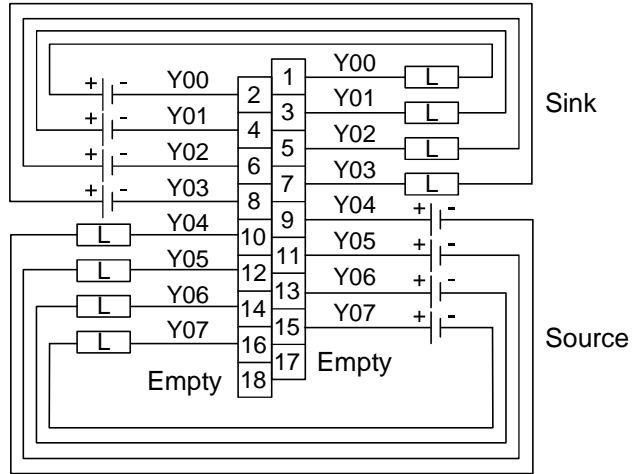 Y00 1 Y00 L
+ - 2 Y01 L
Y01 3 Sink
+ - 4 Y02 L
Y02 5
+ - 6 Y03 L
Y03 7
+ - 8 Y04 + -
L Y04 9
10 Y05 + -
L Y05 11
12 Y06 + -
L Y06 13
14 Y07 + -
L Y07 15 Source
16
Empty 17 Empty
18